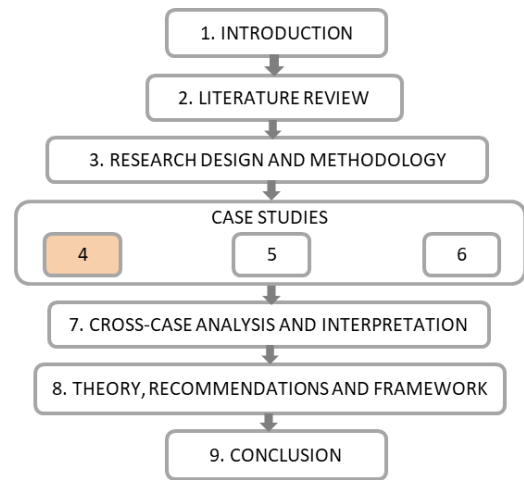 1. INTRODUCTION
2. LITERATURE REVIEW
3. RESEARCH DESIGN AND METHODOLOGY
CASE STUDIES
4 5 6
7. CROSS-CASE ANALYSIS AND INTERPRETATION
8. THEORY, RECOMMENDATIONS AND FRAMEWORK
9. CONCLUSION